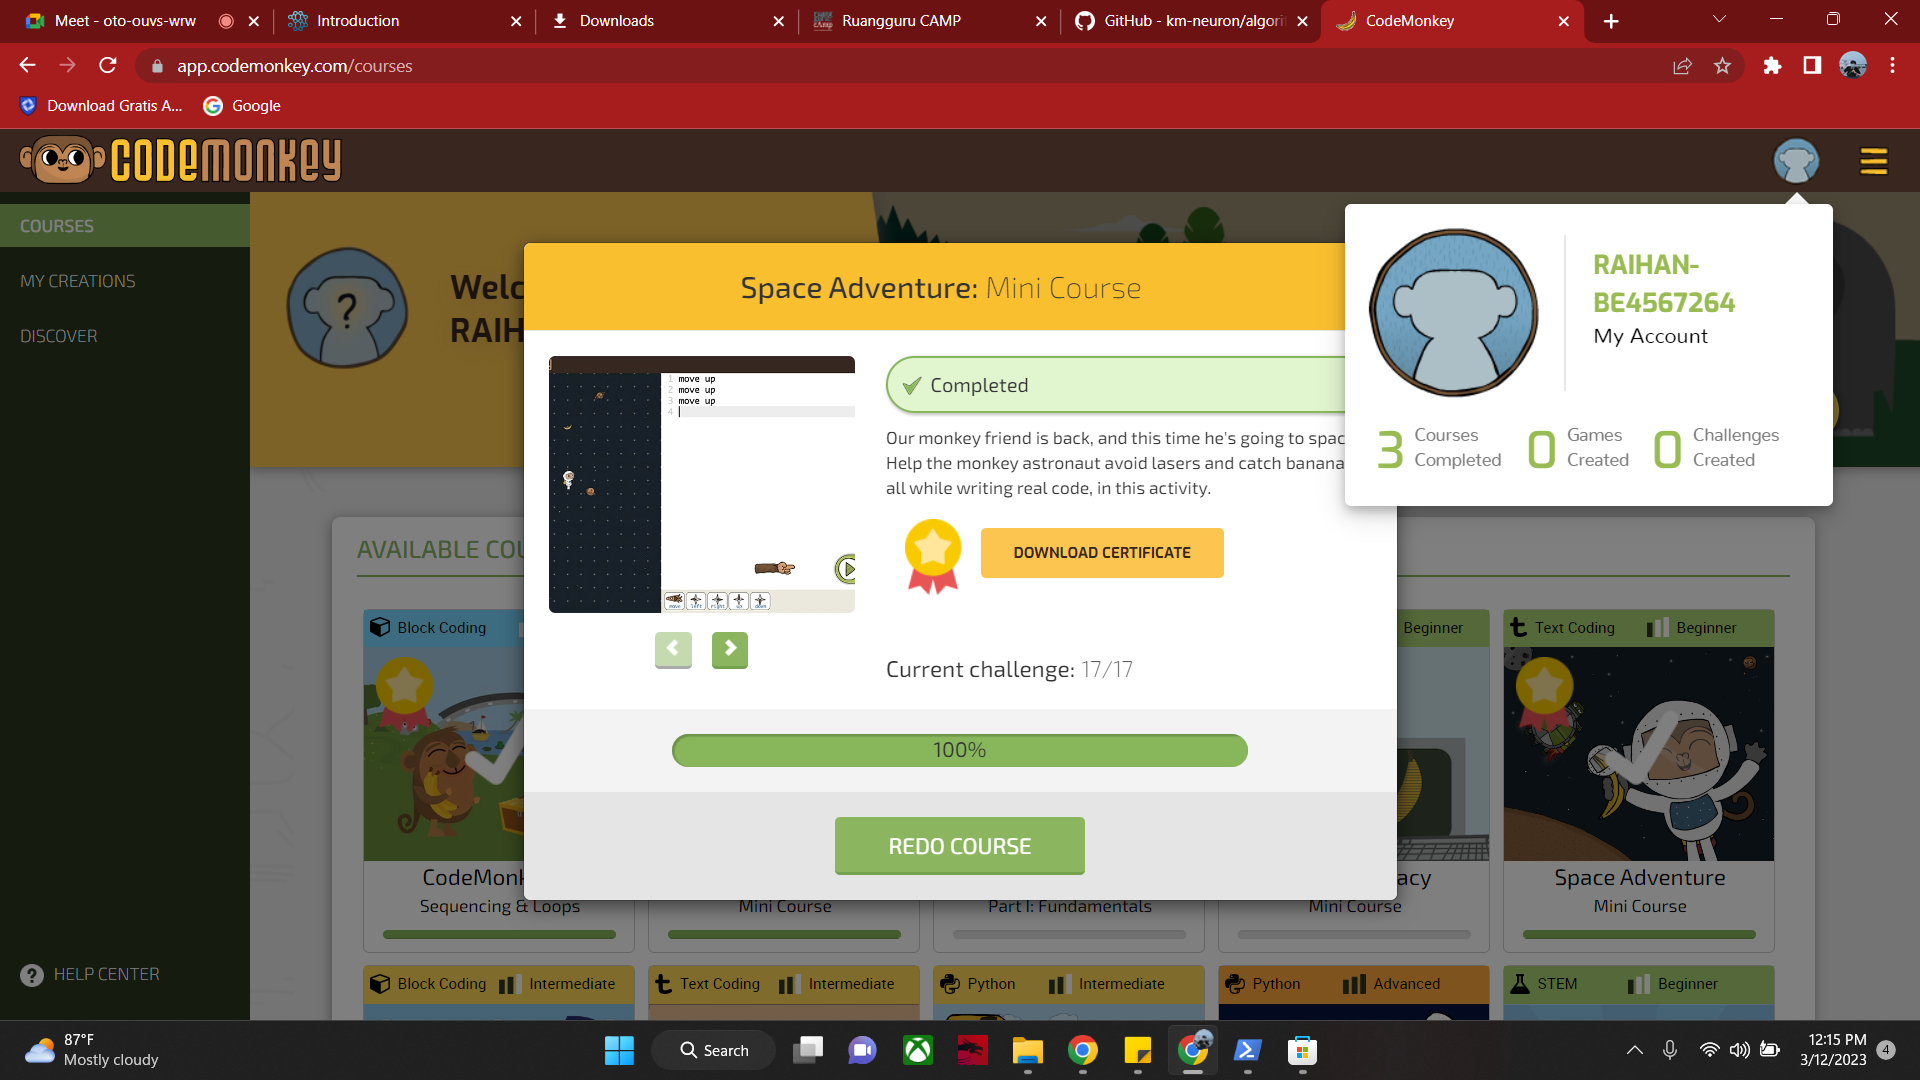 Meet - oto-ouvs-wrw
Introduction
Downloads
Ruangguru CAMP
GitHub - km-neuron/algori
CodeMonkey
app.codemonkey.com/courses
Download Gratis A...
Google
CODEMONKEY
COURSES
MY CREATIONS
DISCOVER
HELP CENTER
Welc
RAIH
?
Space Adventure: Mini Course
1 move up
2 move up
3 move up
4
move left right up down
Completed
Our monkey friend is back, and this time he's going to spac
Help the monkey astronaut avoid lasers and catch banana
all while writing real code, in this activity.
DOWNLOAD CERTIFICATE
Current challenge: 17/17
100%
REDO COURSE
RAIHAN-
BE4567264
My Account
3 Courses Completed
0 Games Created
0 Challenges Created
AVAILABLE COU
Block Coding
Beginner
Text Coding Beginner
CodeMonk
Sequencing & Loops
Mini Course
Part I: Fundamentals
acy
Mini Course
Space Adventure
Mini Course
Block Coding Intermediate
Text Coding Intermediate
Python Intermediate
Python Advanced
STEM Beginner
87°F
Mostly cloudy
Search
12:15 PM
3/12/2023
4